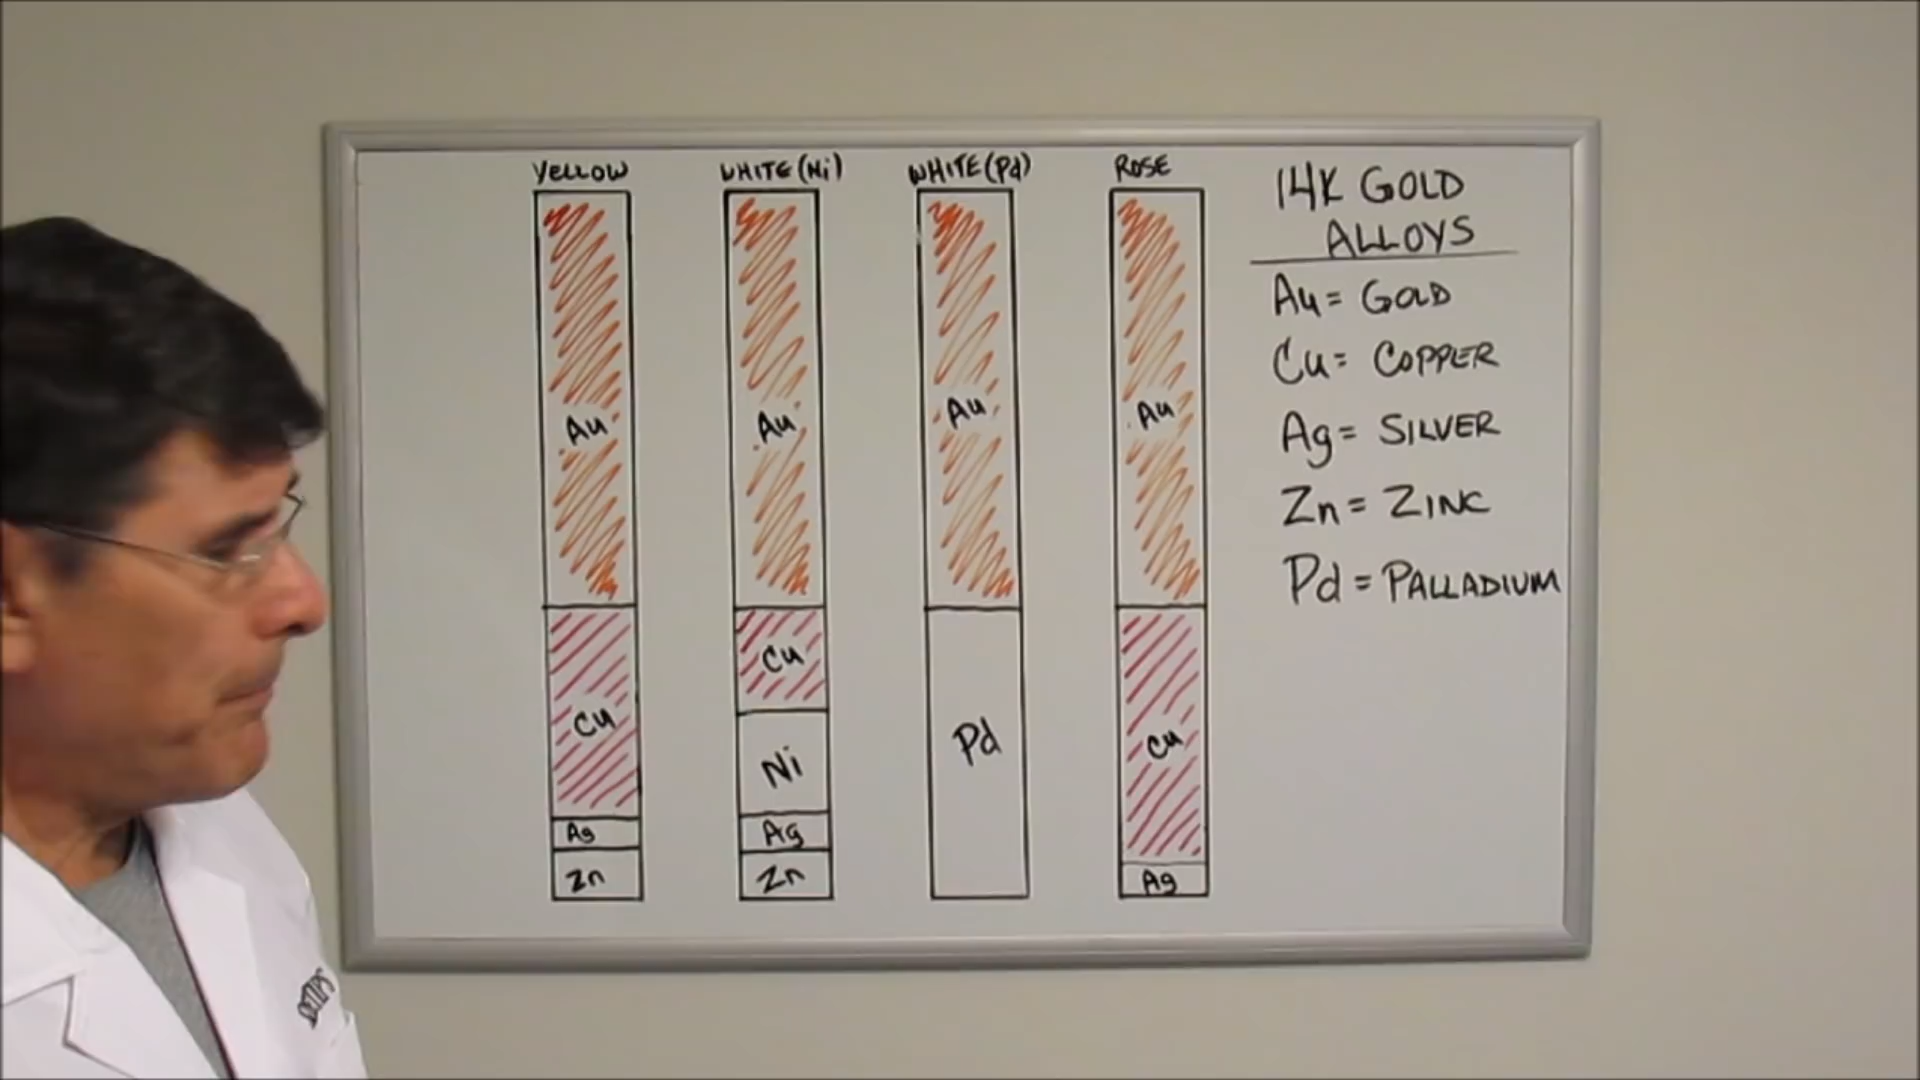 YELLOW
WHITE (Ni)
WHITE (Pd)
ROSE
Au
Cu
Ag
Zn
Au
Cu
Ni
Ag
Zn
Au
Pd
Au
Cu
Ag
14K GOLD
ALLOYS
Au = GOLD
Cu = COPPER
Ag = SILVER
Zn = ZINC
Pd = PALLADIUM